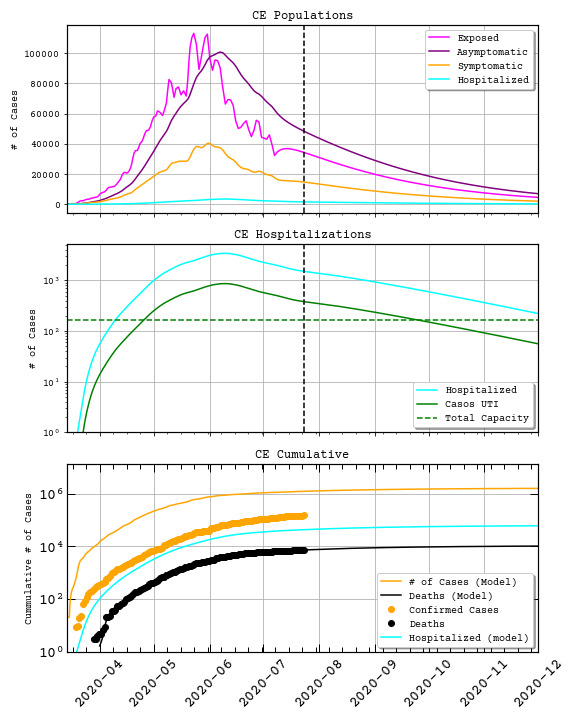 CE Populations
# of Cases
100000
80000
60000
40000
20000
0
Exposed
Asymptomatic
Symptomatic
Hospitalized
CE Hospitalizations
# of Cases
10³
10²
10¹
10⁰
Hospitalized
Casos UTI
Total Capacity
CE Cumulative
Cummulative # of Cases
10⁶
10⁴
10²
10⁰
# of Cases (Model)
Deaths (Model)
Confirmed Cases
Deaths
Hospitalized (model)
2020-04
2020-05
2020-06
2020-07
2020-08
2020-09
2020-10
2020-11
2020-12